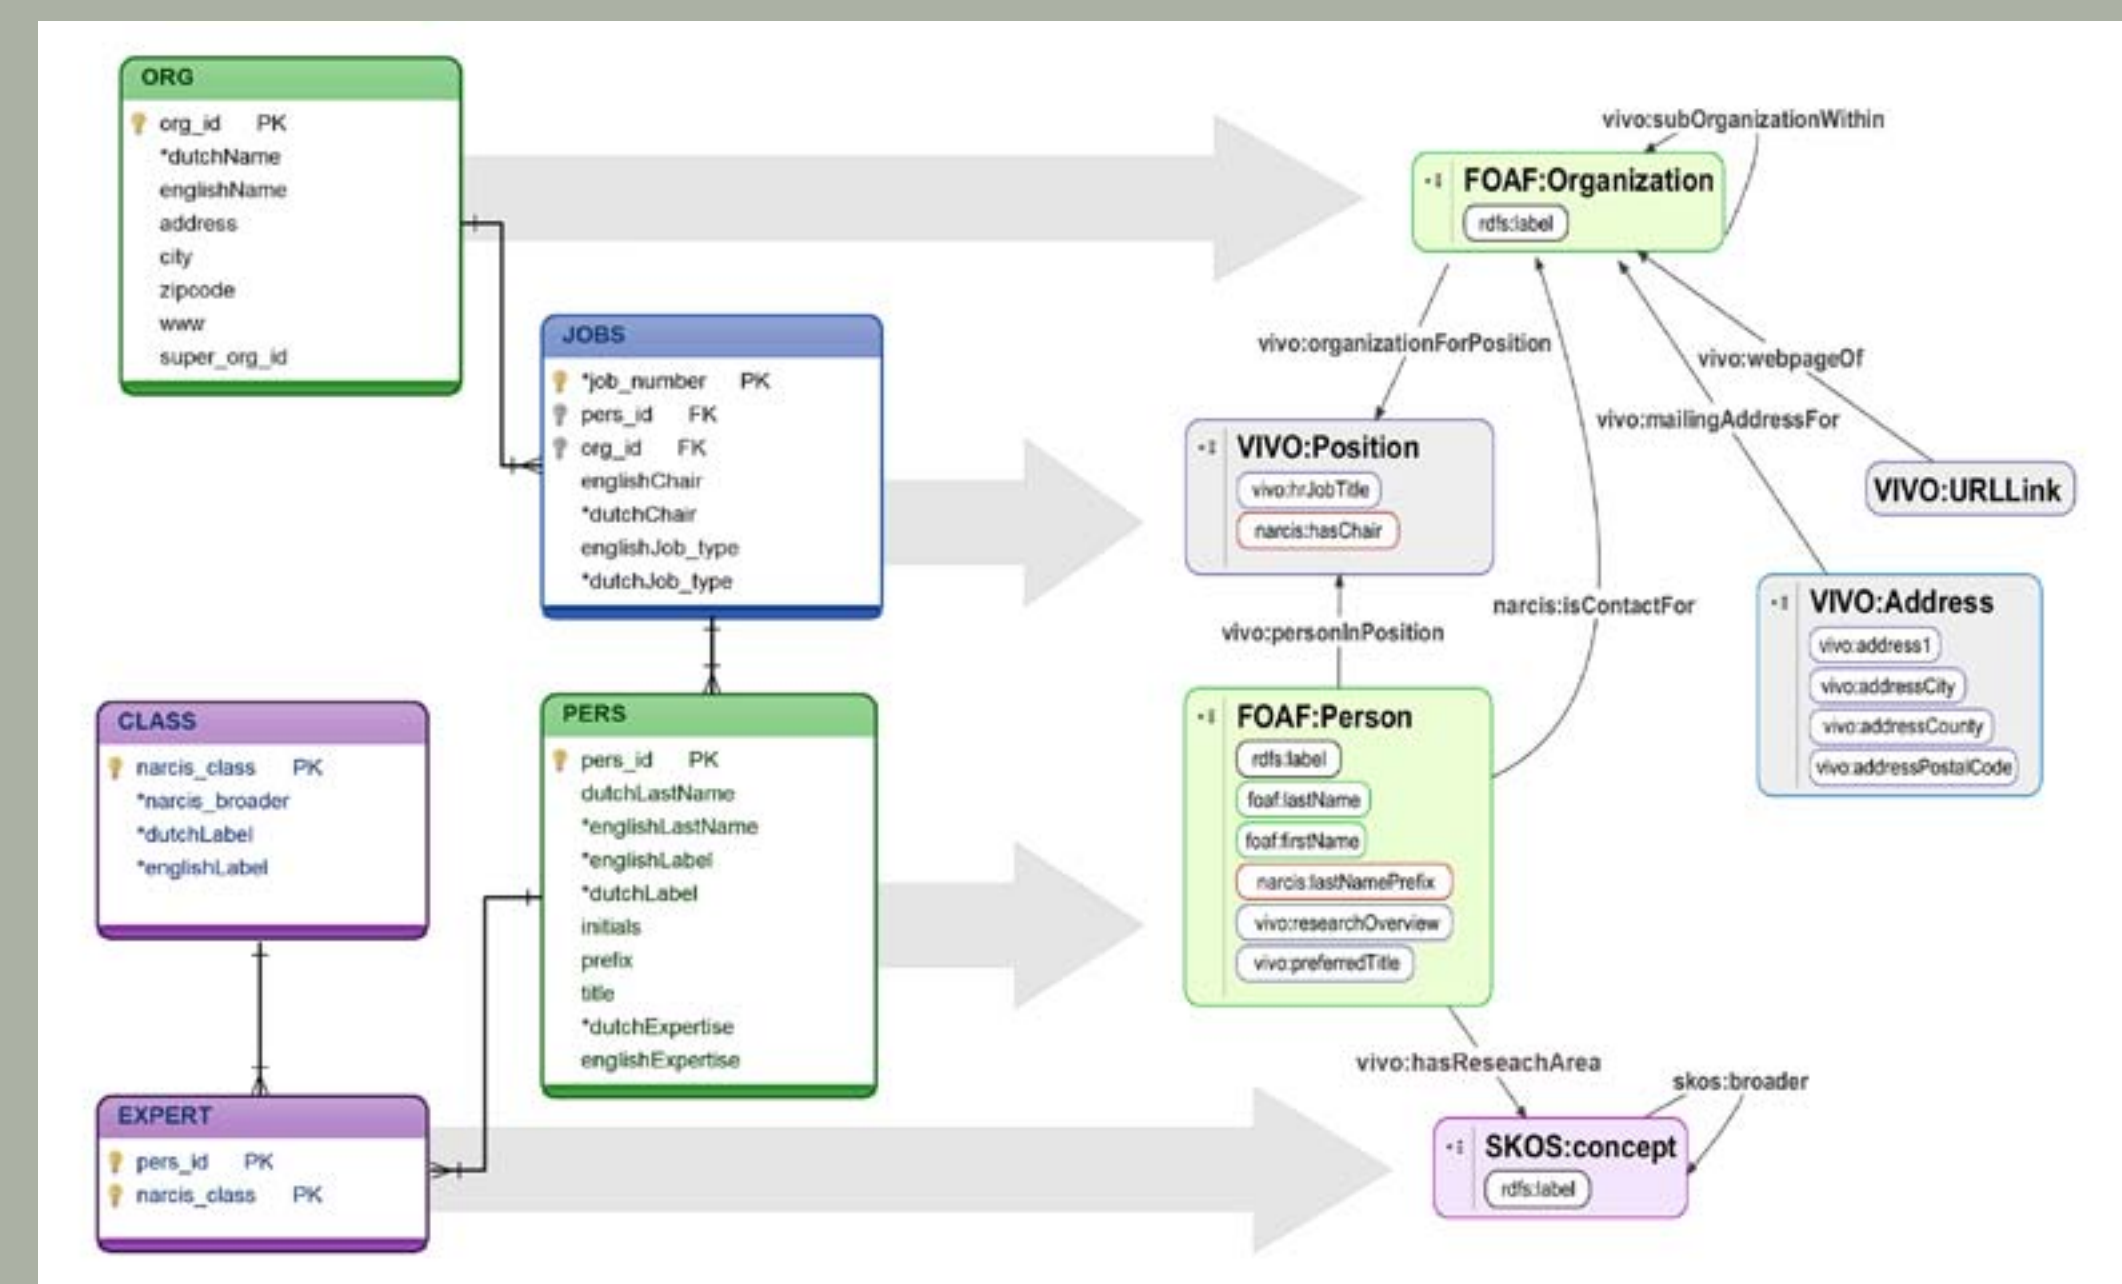 ORG
org_id PK
*dutchName
englishName
address
city
zipcode
www
super_org_id
JOBS
*job_number PK
pers_id FK
org_id FK
englishChair
*dutchChair
englishJob_type
*dutchJob_type
CLASS
narcis_class PK
*narcis_broader
*dutchLabel
*englishLabel
PERS
pers_id PK
dutchLastName
*englishLastName
*englishLabel
*dutchLabel
initials
prefix
title
*dutchExpertise
englishExpertise
EXPERT
pers_id PK
narcis_class PK
vivo:subOrganizationWithin
FOAF:Organization
rdfs:label
vivo:organizationForPosition
vivo:webpageOf
vivo:mailingAddressFor
VIVO:Position
vivo:hrJobTitle
narcis:hasChair
VIVO:URLLink
narcis:isContactFor
vivo:personInPosition
VIVO:Address
vivo:address1
vivo:addressCity
vivo:addressCounty
vivo:addressPostalCode
FOAF:Person
rdfs:label
foaf:lastName
foaf:firstName
narcis:lastNamePrefix
vivo:researchOverview
vivo:preferredTitle
vivo:hasReseachArea
skos:broader
SKOS:concept
rdfs:label